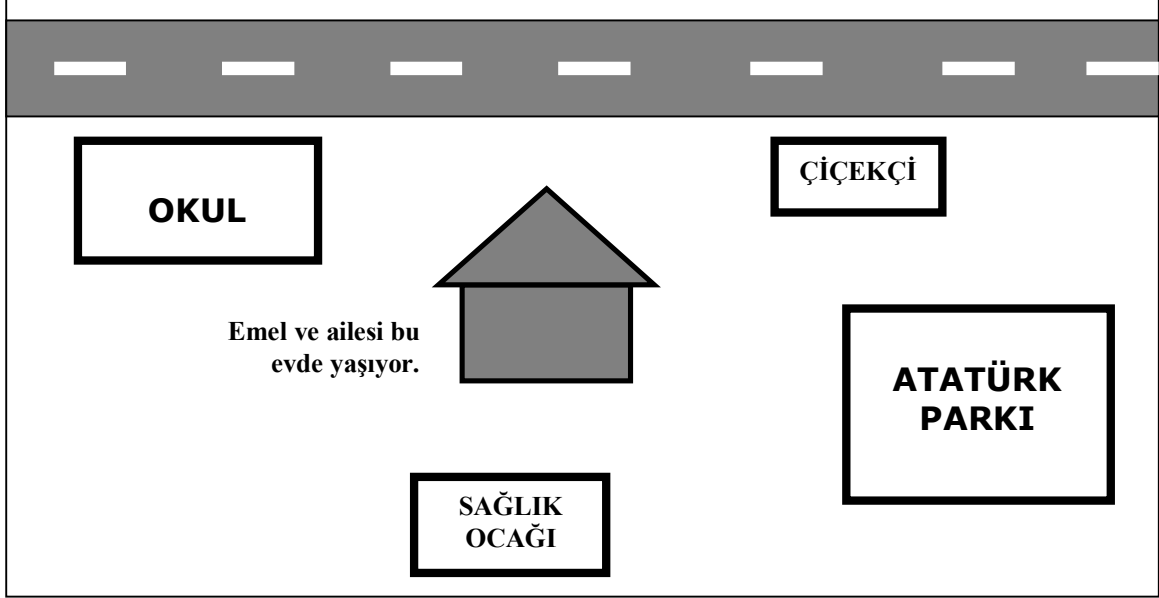 OKUL
ÇİÇEKÇİ
Emel ve ailesi bu
evde yaşıyor.
ATATÜRK
PARKI
SAĞLIK
OCAĞI